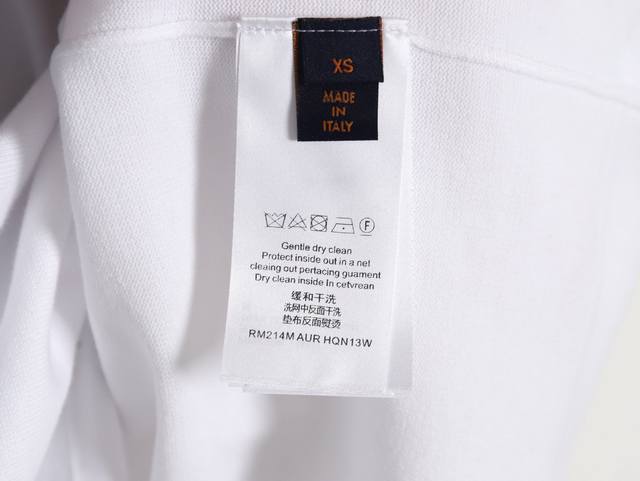 XS
MADE
IN
ITALY
F
Gentle dry clean
Protect inside out in a net
cleaing out pertacing guament
Dry clean inside In cetvrean
缓和干洗
洗网中反面干洗
垫布反面熨烫
RM214M AUR HQN13W